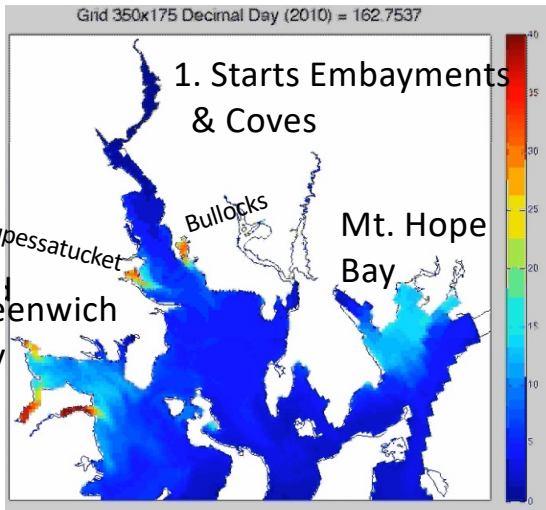 Grid 350x175 Decimal Day (2010) = 162.7537
1. Starts Embayments
& Coves
Bullocks
Mt. Hope
Bay
40
35
30
25
20
15
10
5
0